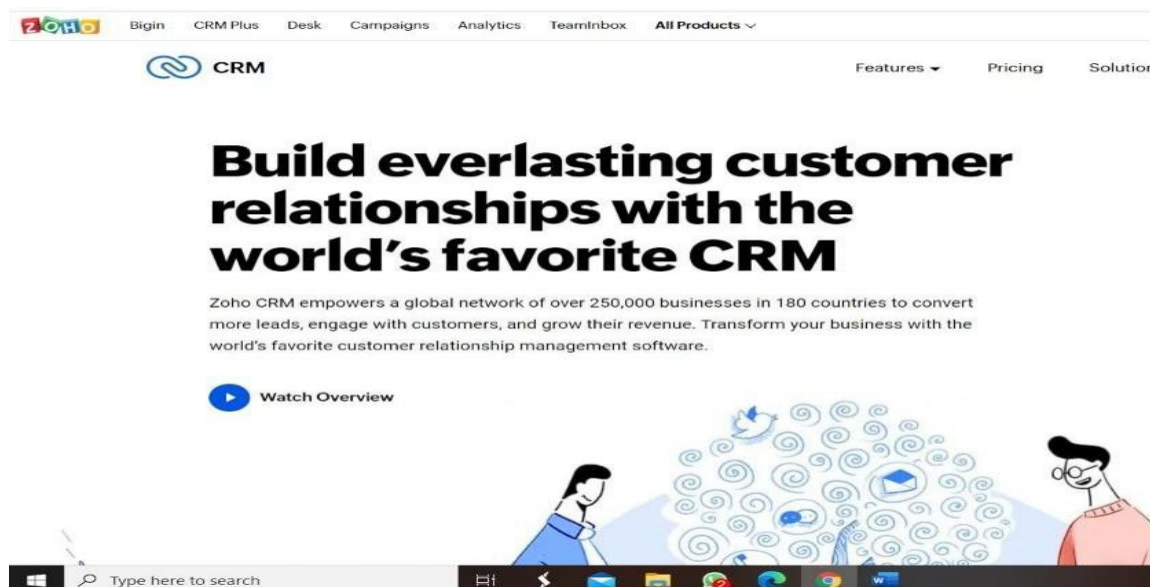 ZOHO Bigin CRM Plus Desk Campaigns Analytics TeamInbox All Products
CRM Features Pricing Solution
Build everlasting customer
relationships with the
world's favorite CRM
Zoho CRM empowers a global network of over 250,000 businesses in 180 countries to convert
more leads, engage with customers, and grow their revenue. Transform your business with the
world's favorite customer relationship management software.
Watch Overview
Type here to search
2
W